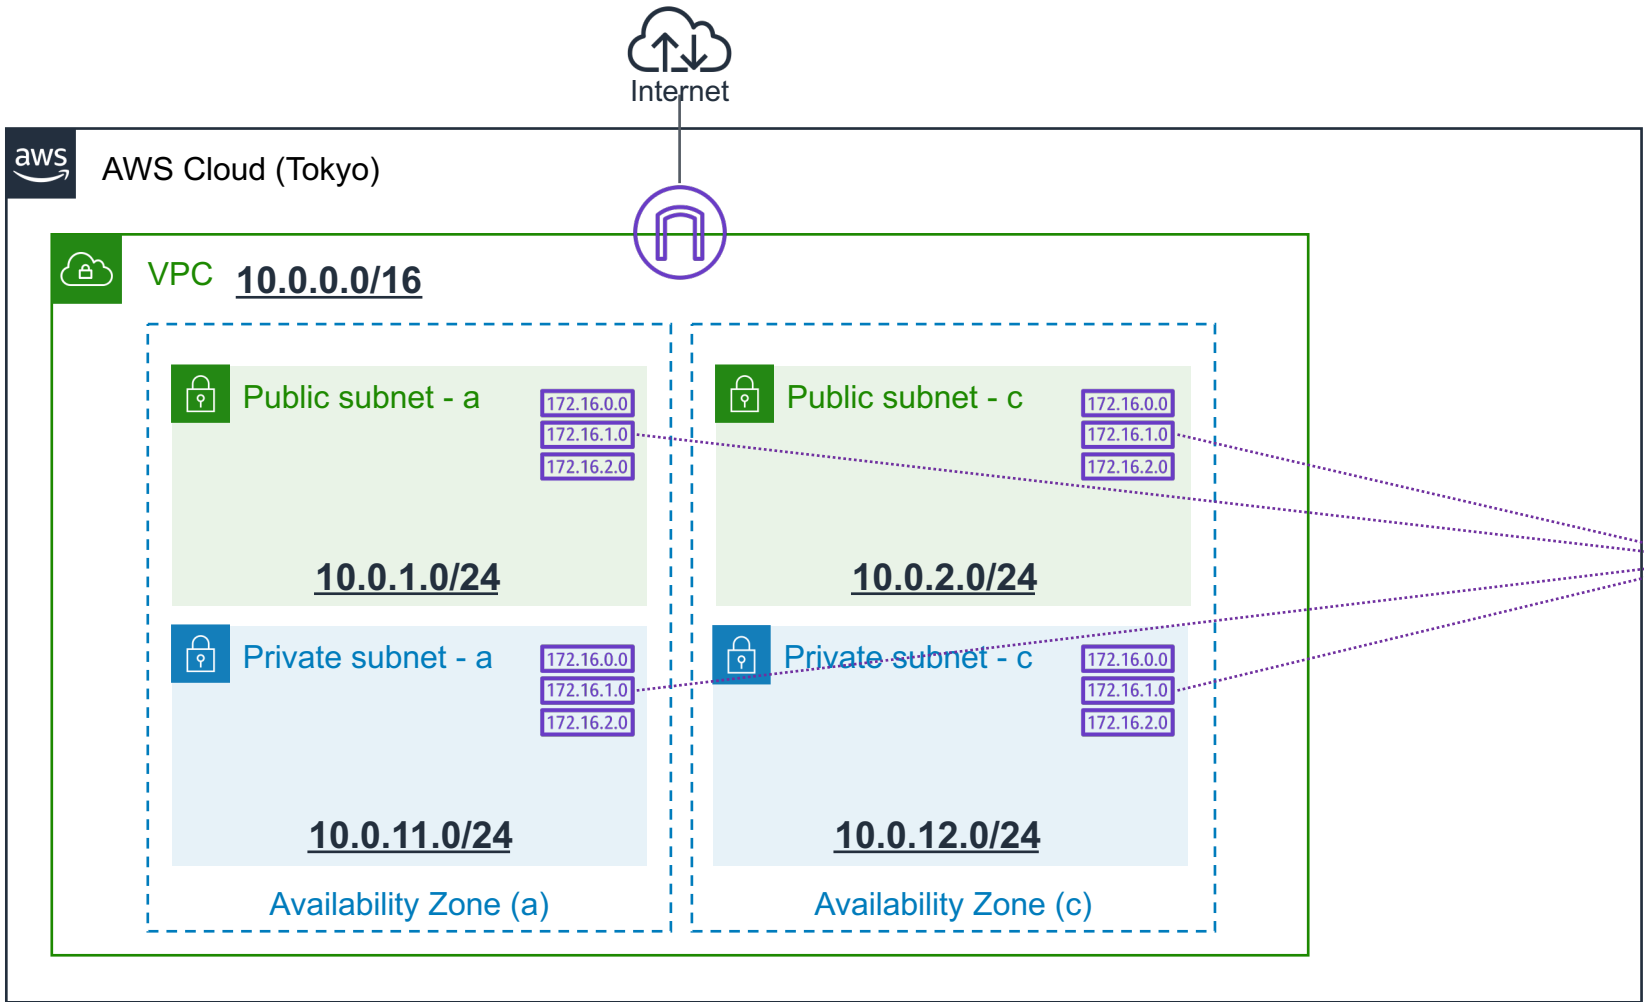 Internet
aws
AWS Cloud (Tokyo)
VPC 10.0.0.0/16
Public subnet - a
172.16.0.0
172.16.1.0
172.16.2.0
10.0.1.0/24
Public subnet - c
172.16.0.0
172.16.1.0
172.16.2.0
10.0.2.0/24
Private subnet - a
172.16.0.0
172.16.1.0
172.16.2.0
10.0.11.0/24
Private subnet - c
172.16.0.0
172.16.1.0
172.16.2.0
10.0.12.0/24
Availability Zone (a)
Availability Zone (c)